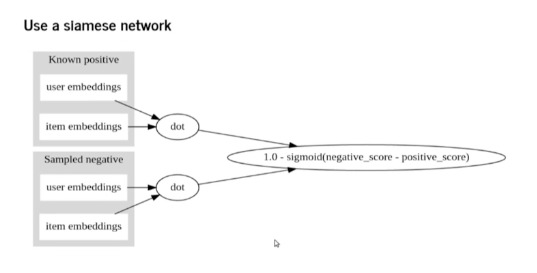 Use a siamese network
Known positive
user embeddings
item embeddings
dot
Sampled negative
user embeddings
item embeddings
dot
1.0 - sigmoid(negative_score - positive_score)